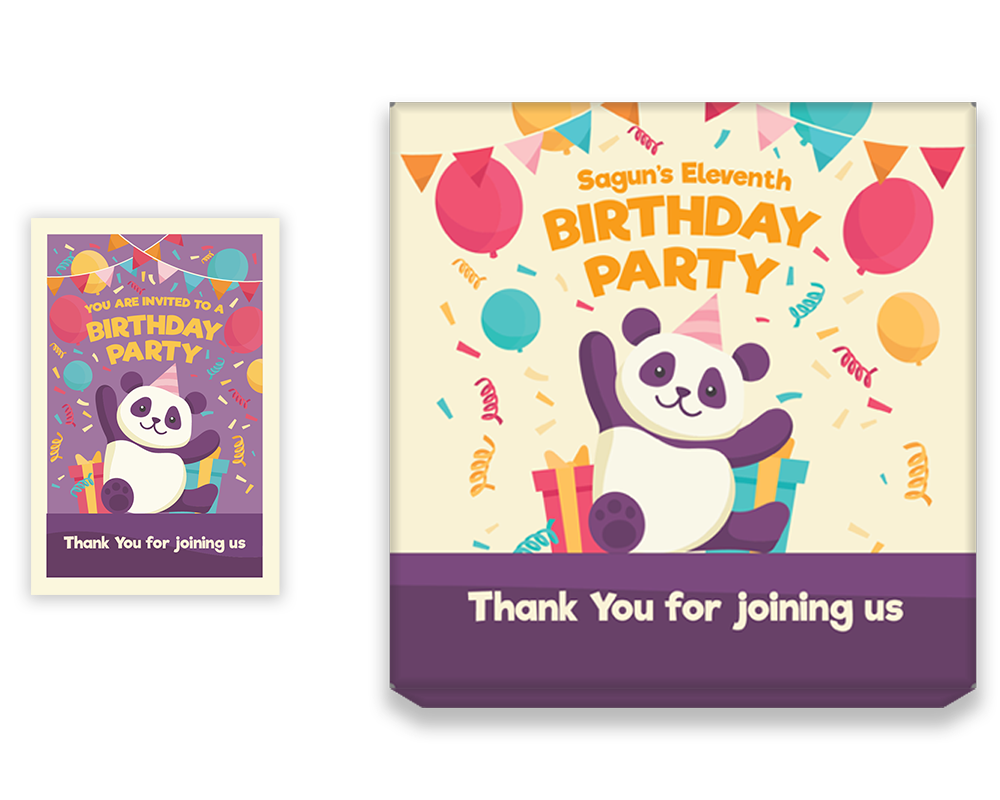 YOU ARE INVITED TO A
BIRTHDAY
PARTY
Thank You for joining us
Sagun's Eleventh
BIRTHDAY
PARTY
Thank You for joining us